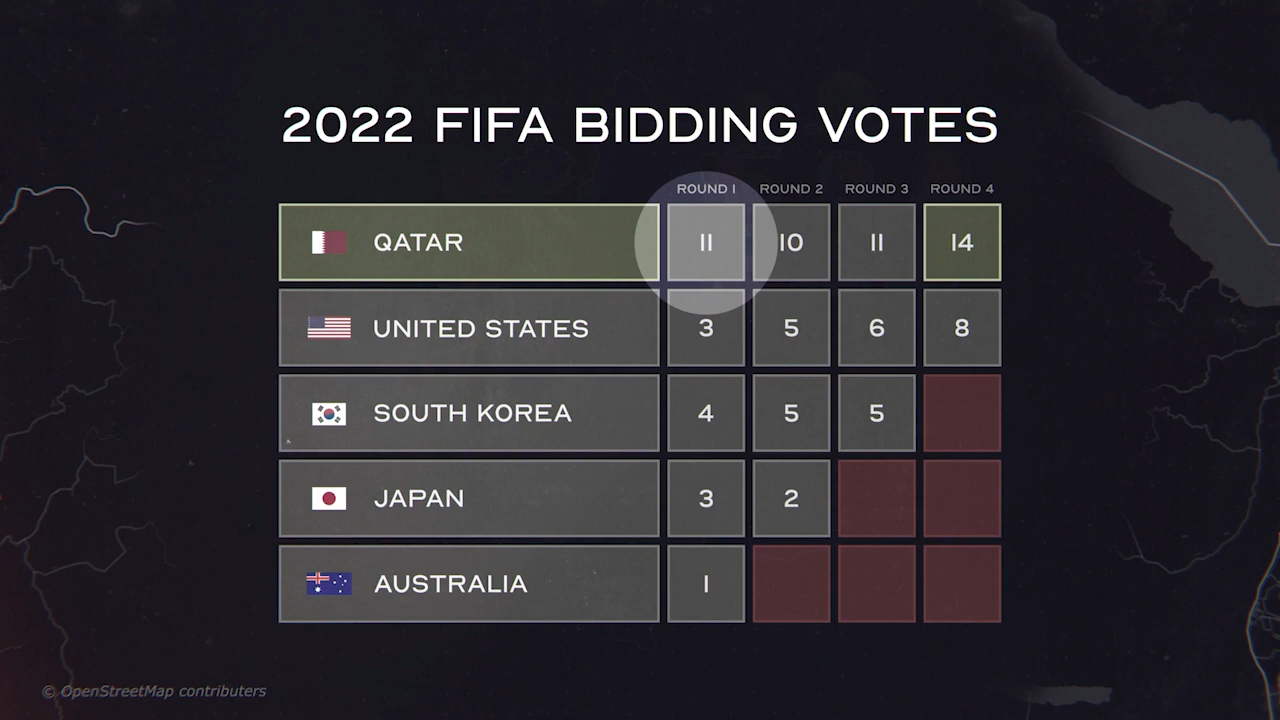 2022 FIFA BIDDING VOTES
ROUND 1 ROUND 2 ROUND 3 ROUND 4
QATAR 11 10 11 14
UNITED STATES 3 5 6 8
SOUTH KOREA 4 5 5
JAPAN 3 2
AUSTRALIA 1
© OpenStreetMap contributers